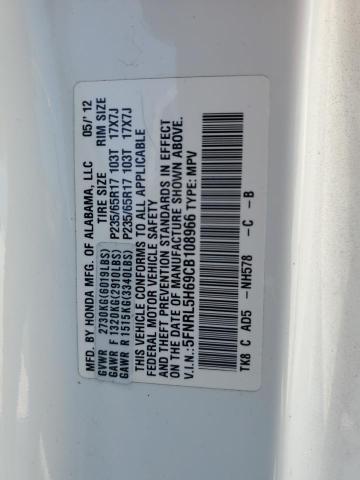 MFD. BY HONDA MFG. OF ALABAMA, LLC 05/'12
TIRE SIZE RIM SIZE
GVWR 2730KG(6019LBS)
GAWR F 1320KG(2910LBS) P235/65R17 103T 17X7J
GAWR R 1515KG(3340LBS) P235/65R17 103T 17X7J
THIS VEHICLE CONFORMS TO ALL APPLICABLE
FEDERAL MOTOR VEHICLE SAFETY
AND THEFT PREVENTION STANDARDS IN EFFECT
ON THE DATE OF MANUFACTURE SHOWN ABOVE.
V.I.N.:5FNRL5H69CB108966 TYPE: MPV
TK8 C AD5 -NH578 -C -B